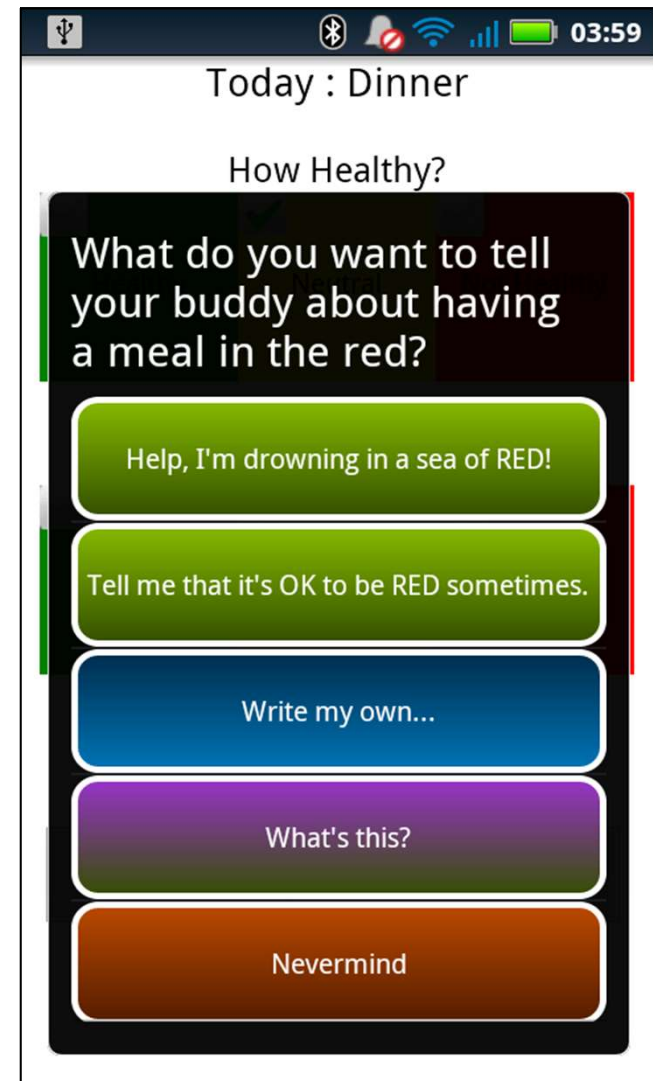 03:59
Today : Dinner
How Healthy?
What do you want to tell
your buddy about having
a meal in the red?
Neutral
Help, I'm drowning in a sea of RED!
Tell me that it's OK to be RED sometimes.
Write my own...
What's this?
Nevermind